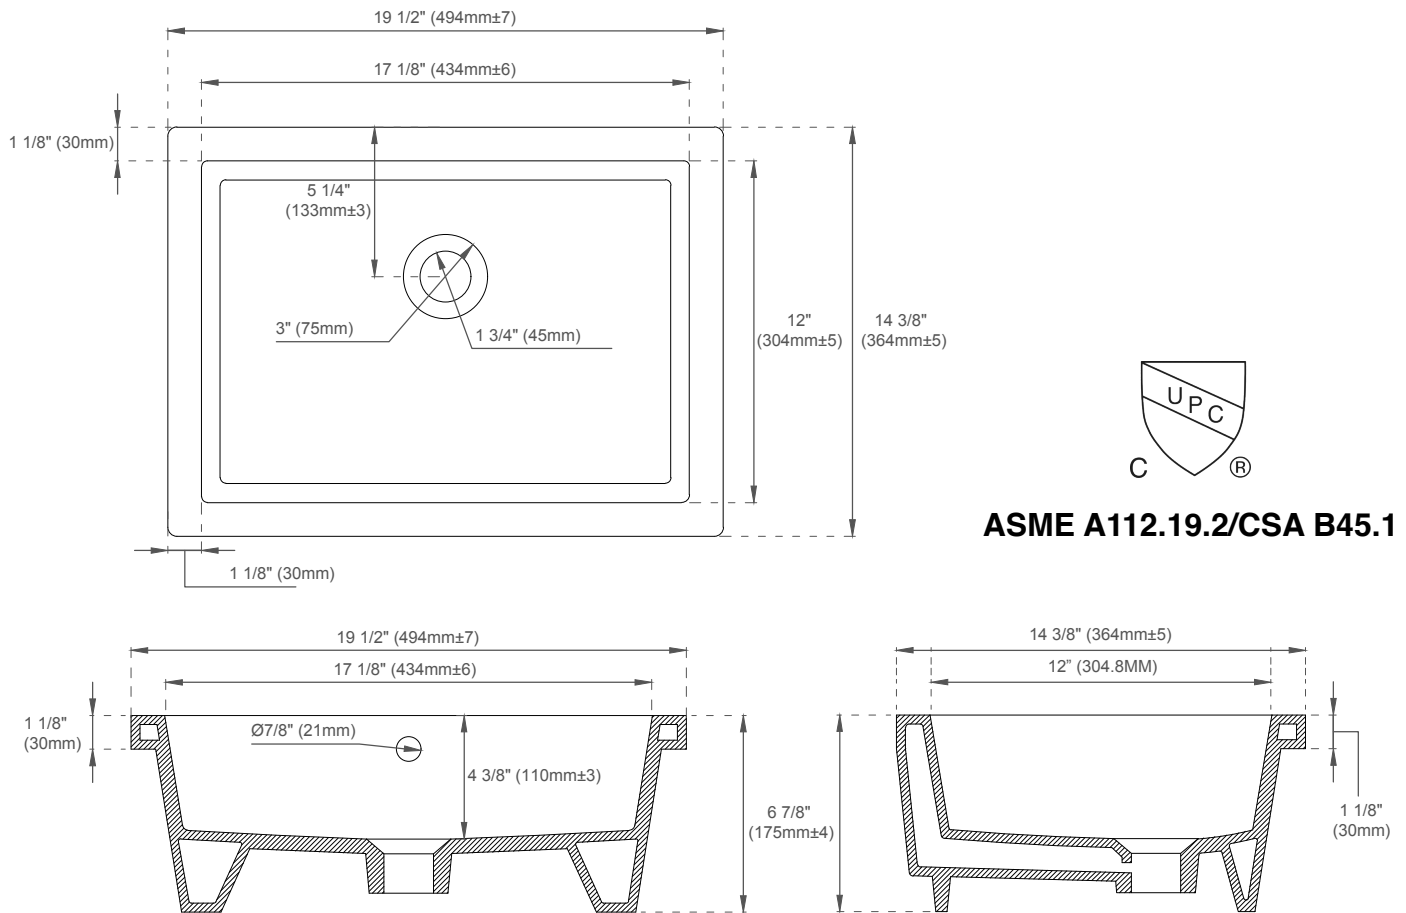 19 1/2" (494mm±7)
17 1/8" (434mm±6)
1 1/8" (30mm)
5 1/4"
(133mm±3)
3" (75mm)
1 3/4" (45mm)
12"
(304mm±5)
14 3/8"
(364mm±5)
1 1/8" (30mm)
UPC
C ®
ASME A112.19.2/CSA B45.1
19 1/2" (494mm±7)
17 1/8" (434mm±6)
1 1/8"
(30mm)
Ø7/8" (21mm)
4 3/8" (110mm±3)
6 7/8"
(175mm±4)
14 3/8" (364mm±5)
12” (304.8MM)
1 1/8"
(30mm)